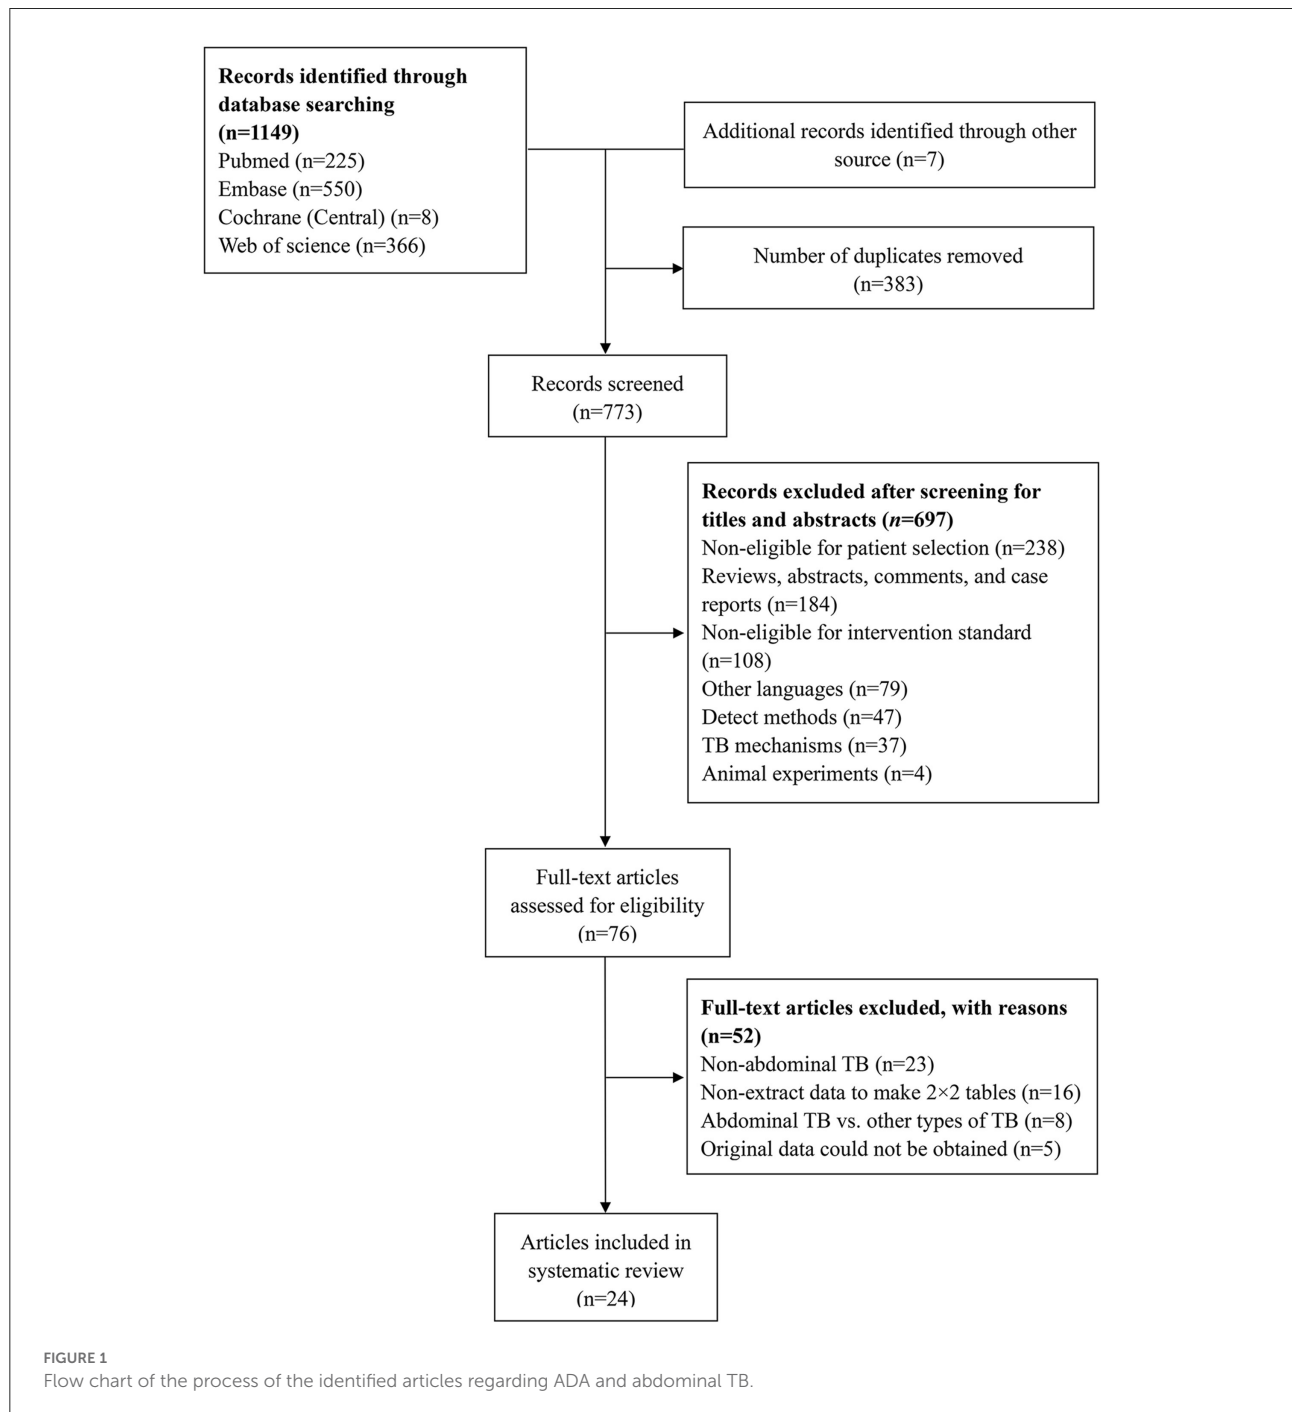 Records identified through
database searching
(n=1149)
Pubmed (n=225)
Embase (n=550)
Cochrane (Central) (n=8)
Web of science (n=366)
Additional records identified through other
source (n=7)
Number of duplicates removed
(n=383)
Records screened
(n=773)
Records excluded after screening for
titles and abstracts (n=697)
Non-eligible for patient selection (n=238)
Reviews, abstracts, comments, and case
reports (n=184)
Non-eligible for intervention standard
(n=108)
Other languages (n=79)
Detect methods (n=47)
TB mechanisms (n=37)
Animal experiments (n=4)
Full-text articles
assessed for eligibility
(n=76)
Full-text articles excluded, with reasons
(n=52)
Non-abdominal TB (n=23)
Non-extract data to make 2×2 tables (n=16)
Abdominal TB vs. other types of TB (n=8)
Original data could not be obtained (n=5)
Articles included in
systematic review
(n=24)
FIGURE 1
Flow chart of the process of the identified articles regarding ADA and abdominal TB.